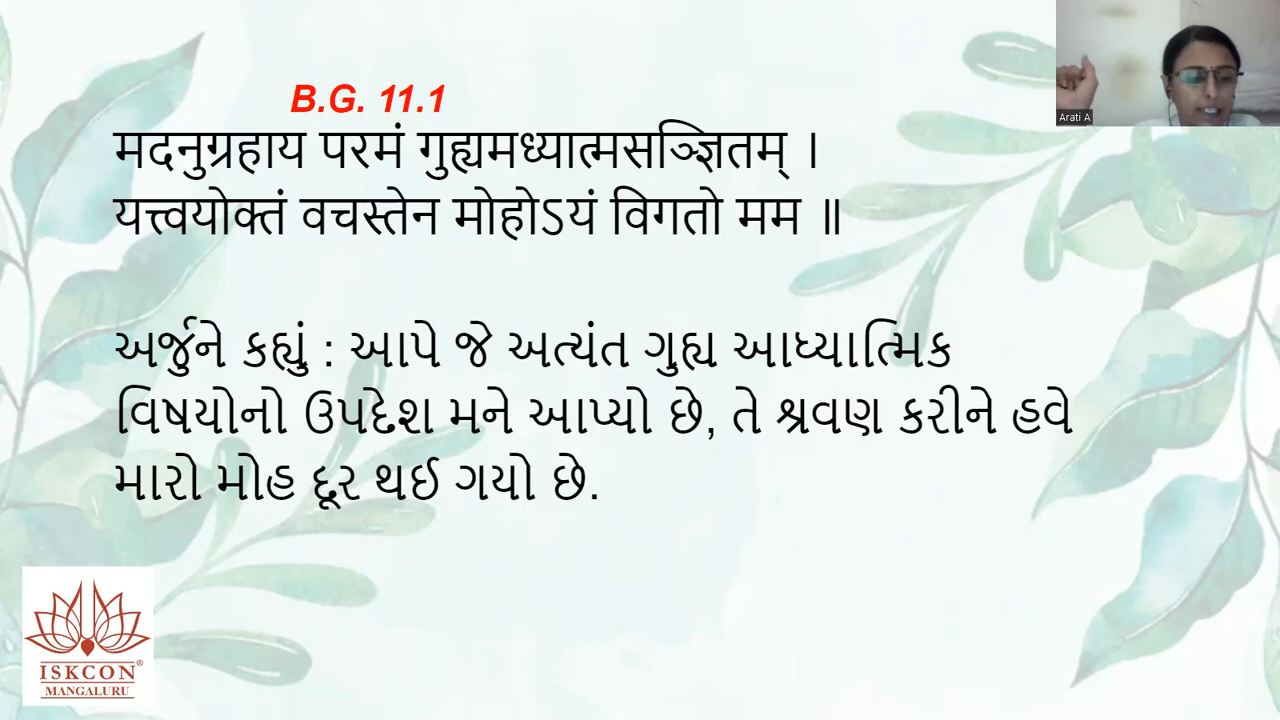 B.G. 11.1
मदनुग्रहाय परमं गुह्यमध्यात्मसञ्ज्ञितम् ।
यत्त्वयोक्तं वचस्तेन मोहोऽयं विगतो मम ॥
અર્જુને કહ્યું : આપે જે અત્યંત ગુહ્ય આધ્યાત્મિક
વિષયોનો ઉપદેશ મને આપ્યો છે, તે શ્રવણ કરીને હવે
મારો મોહ દૂર થઈ ગયો છે.
Arati A
ISKCON®
MANGALURU